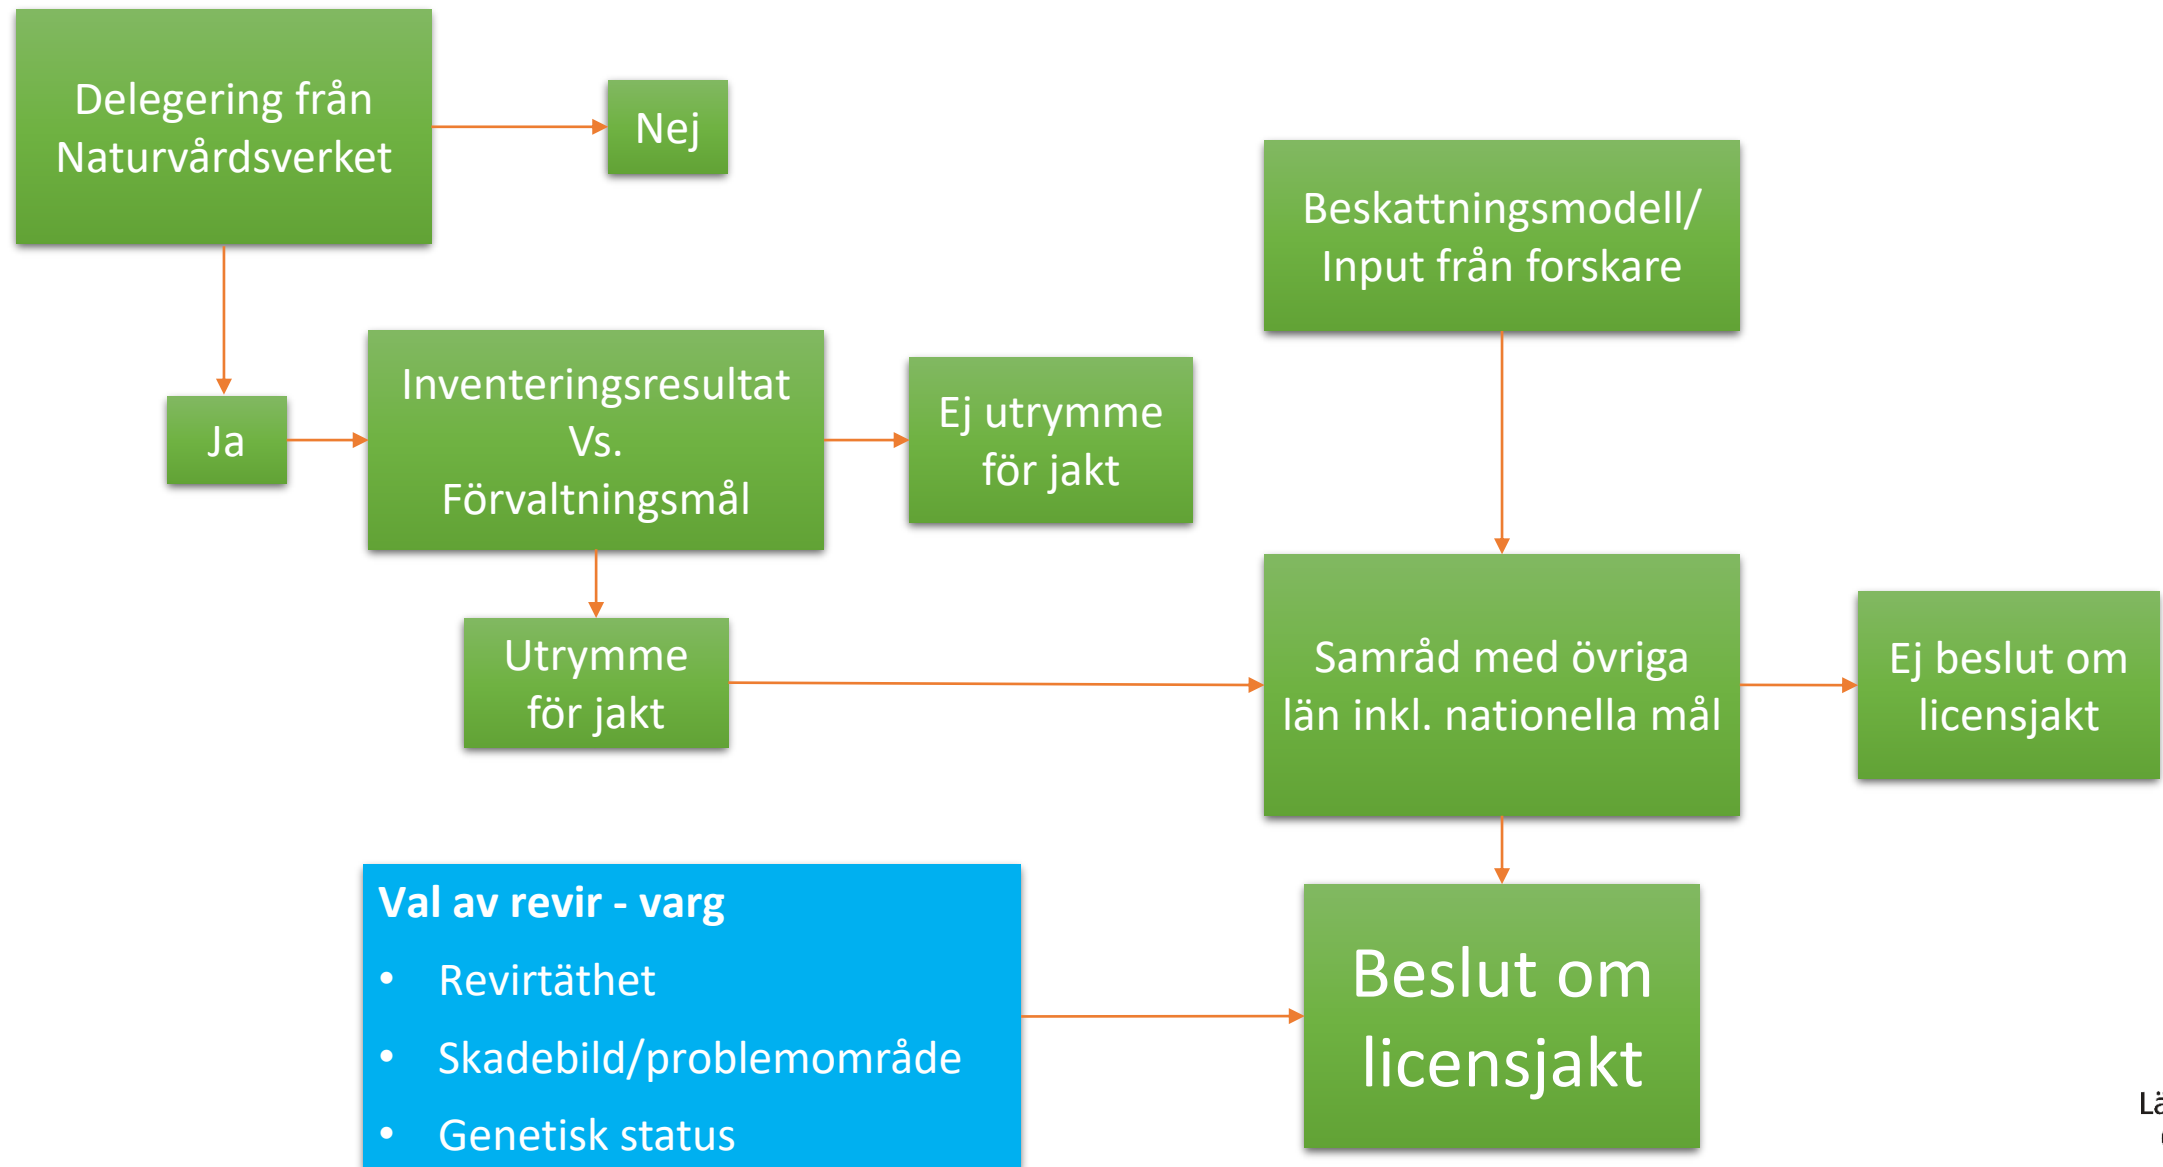 Delegering från
Naturvårdsverket
Nej
Beskattningsmodell/
Input från forskare
Ja
Inventeringsresultat
Vs.
Förvaltningsmål
Ej utrymme
för jakt
Utrymme
för jakt
Samråd med övriga
län inkl. nationella mål
Ej beslut om
licensjakt
Val av revir - varg
• Revirtäthet
• Skadebild/problemområde
• Genetisk status
Beslut om
licensjakt
Lä